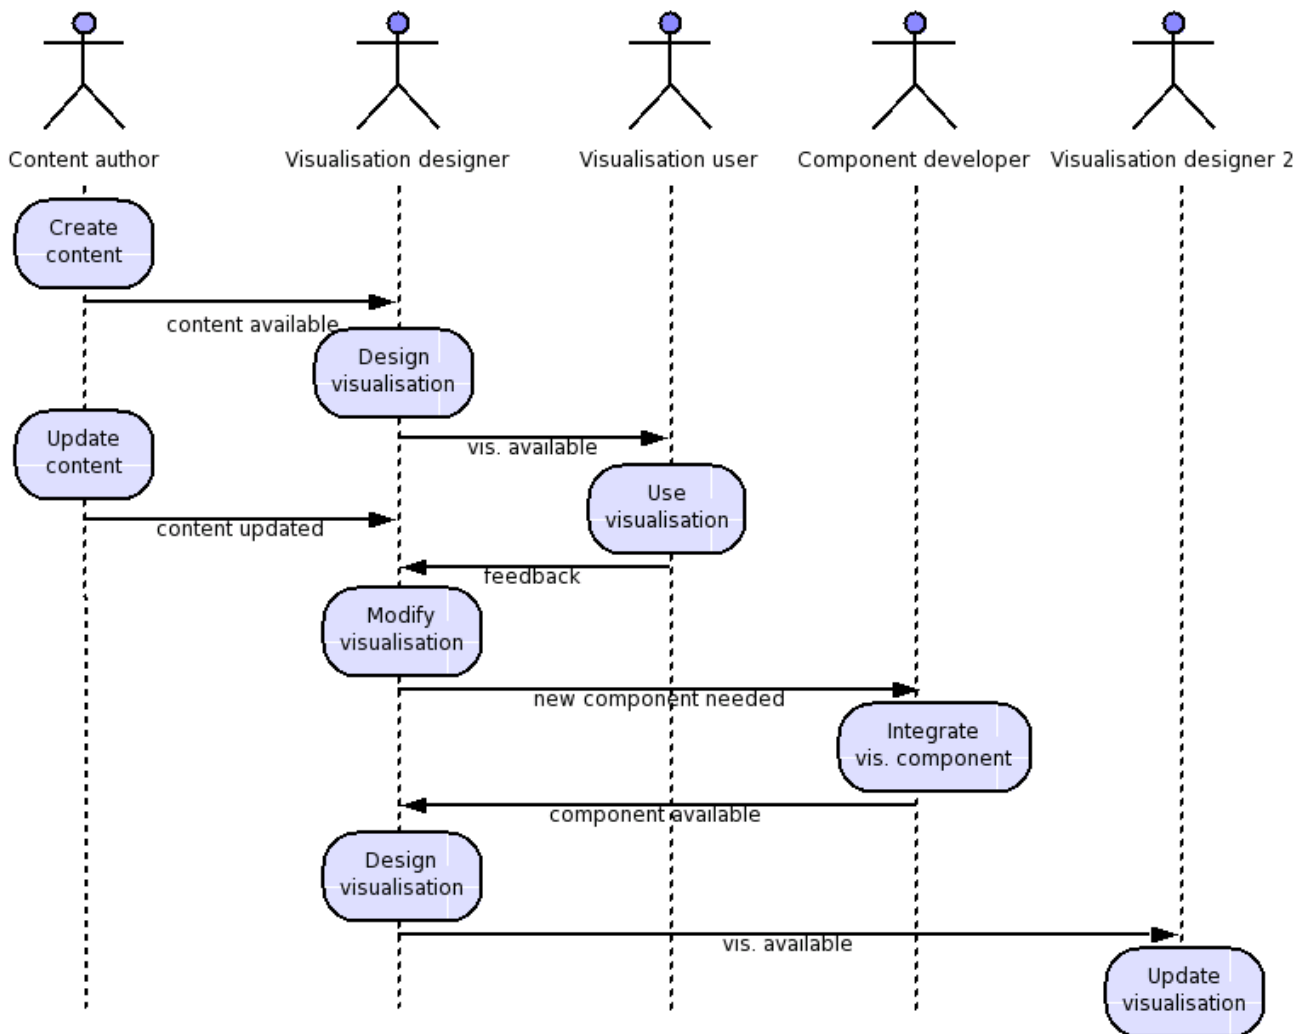 Content author
Visualisation designer
Visualisation user
Component developer
Visualisation designer 2
Create
content
content available
Design
visualisation
Update
content
vis. available
Use
visualisation
content updated
feedback
Modify
visualisation
new component needed
Integrate
vis. component
component available
Design
visualisation
vis. available
Update
visualisation